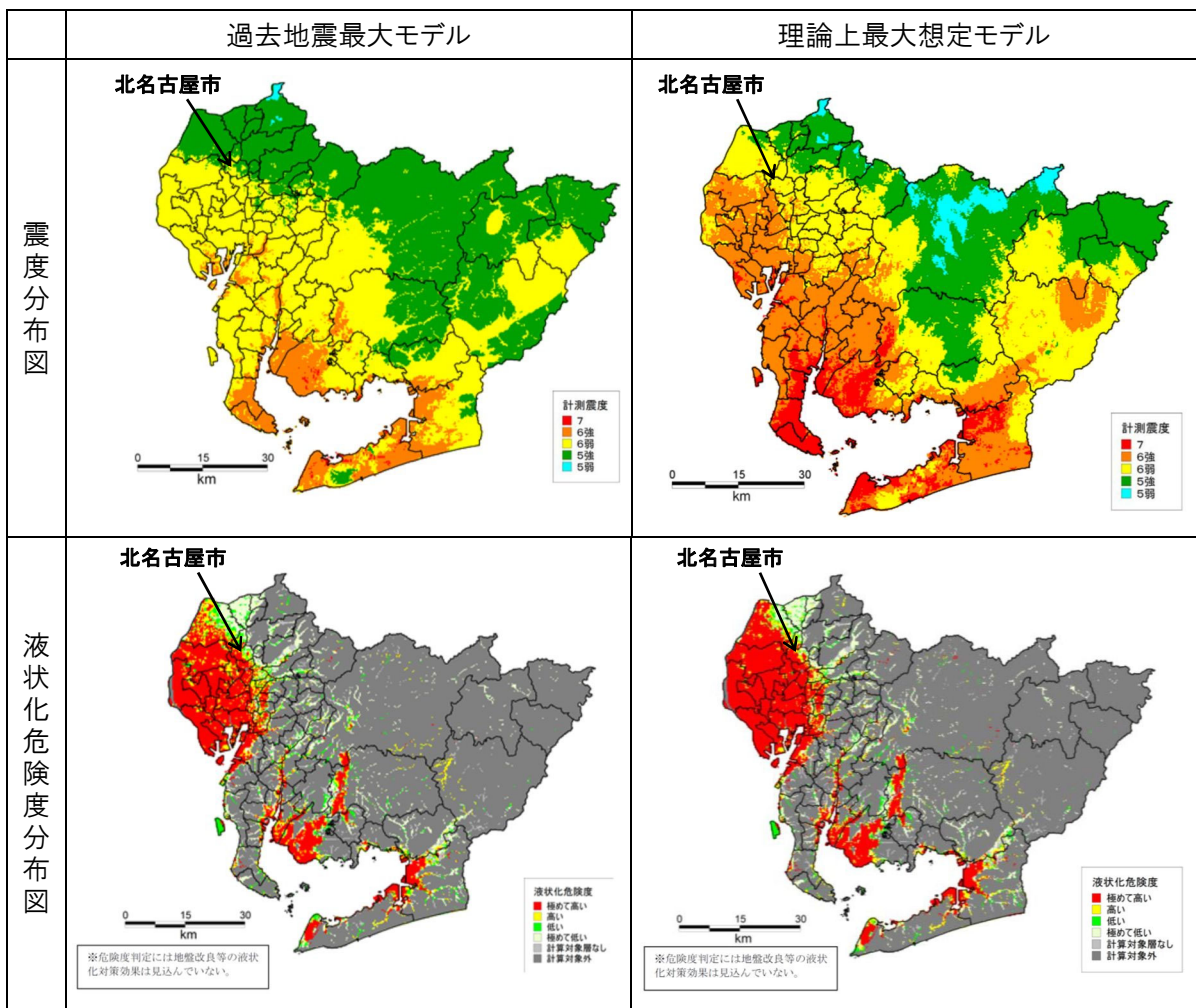 過去地震最大モデル
理論上最大想定モデル
震度分布図
北名古屋市
計測震度
7
6強
6弱
5強
5弱
0 15 30
km
北名古屋市
計測震度
7
6強
6弱
5強
5弱
0 15 30
km
液状化危険度分布図
北名古屋市
液状化危険度
極めて高い
高い
低い
極めて低い
計算対象層なし
計算対象外
0 15 30
km
※危険度判定には地盤改良等の液状
化対策効果は見込んでいない。
北名古屋市
液状化危険度
極めて高い
高い
低い
極めて低い
計算対象層なし
計算対象外
0 15 30
km
※危険度判定には地盤改良等の液状
化対策効果は見込んでいない。